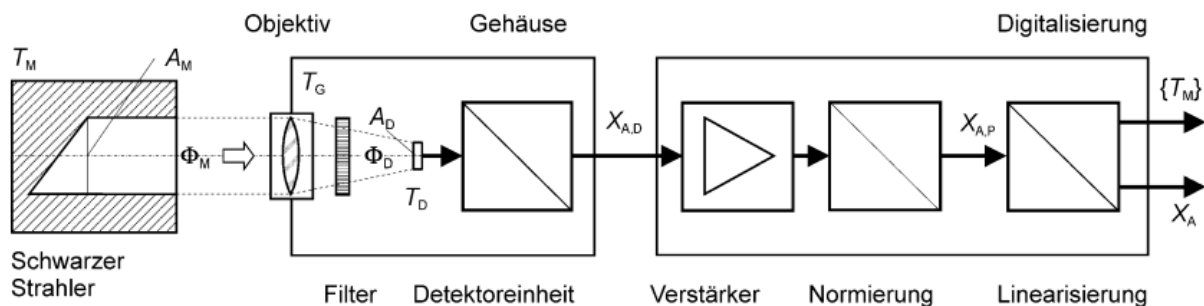 Objektiv Gehäuse Digitalisierung
T_M A_M T_G A_D X_A,D X_A,P {T_M}
Φ_M Φ_D
T_D X_A
Schwarzer
Strahler Filter Detektoreinheit Verstärker Normierung Linearisierung